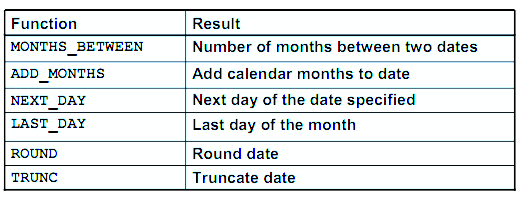 Function Result
MONTHS_BETWEEN Number of months between two dates
ADD_MONTHS Add calendar months to date
NEXT_DAY Next day of the date specified
LAST_DAY Last day of the month
ROUND Round date
TRUNC Truncate date